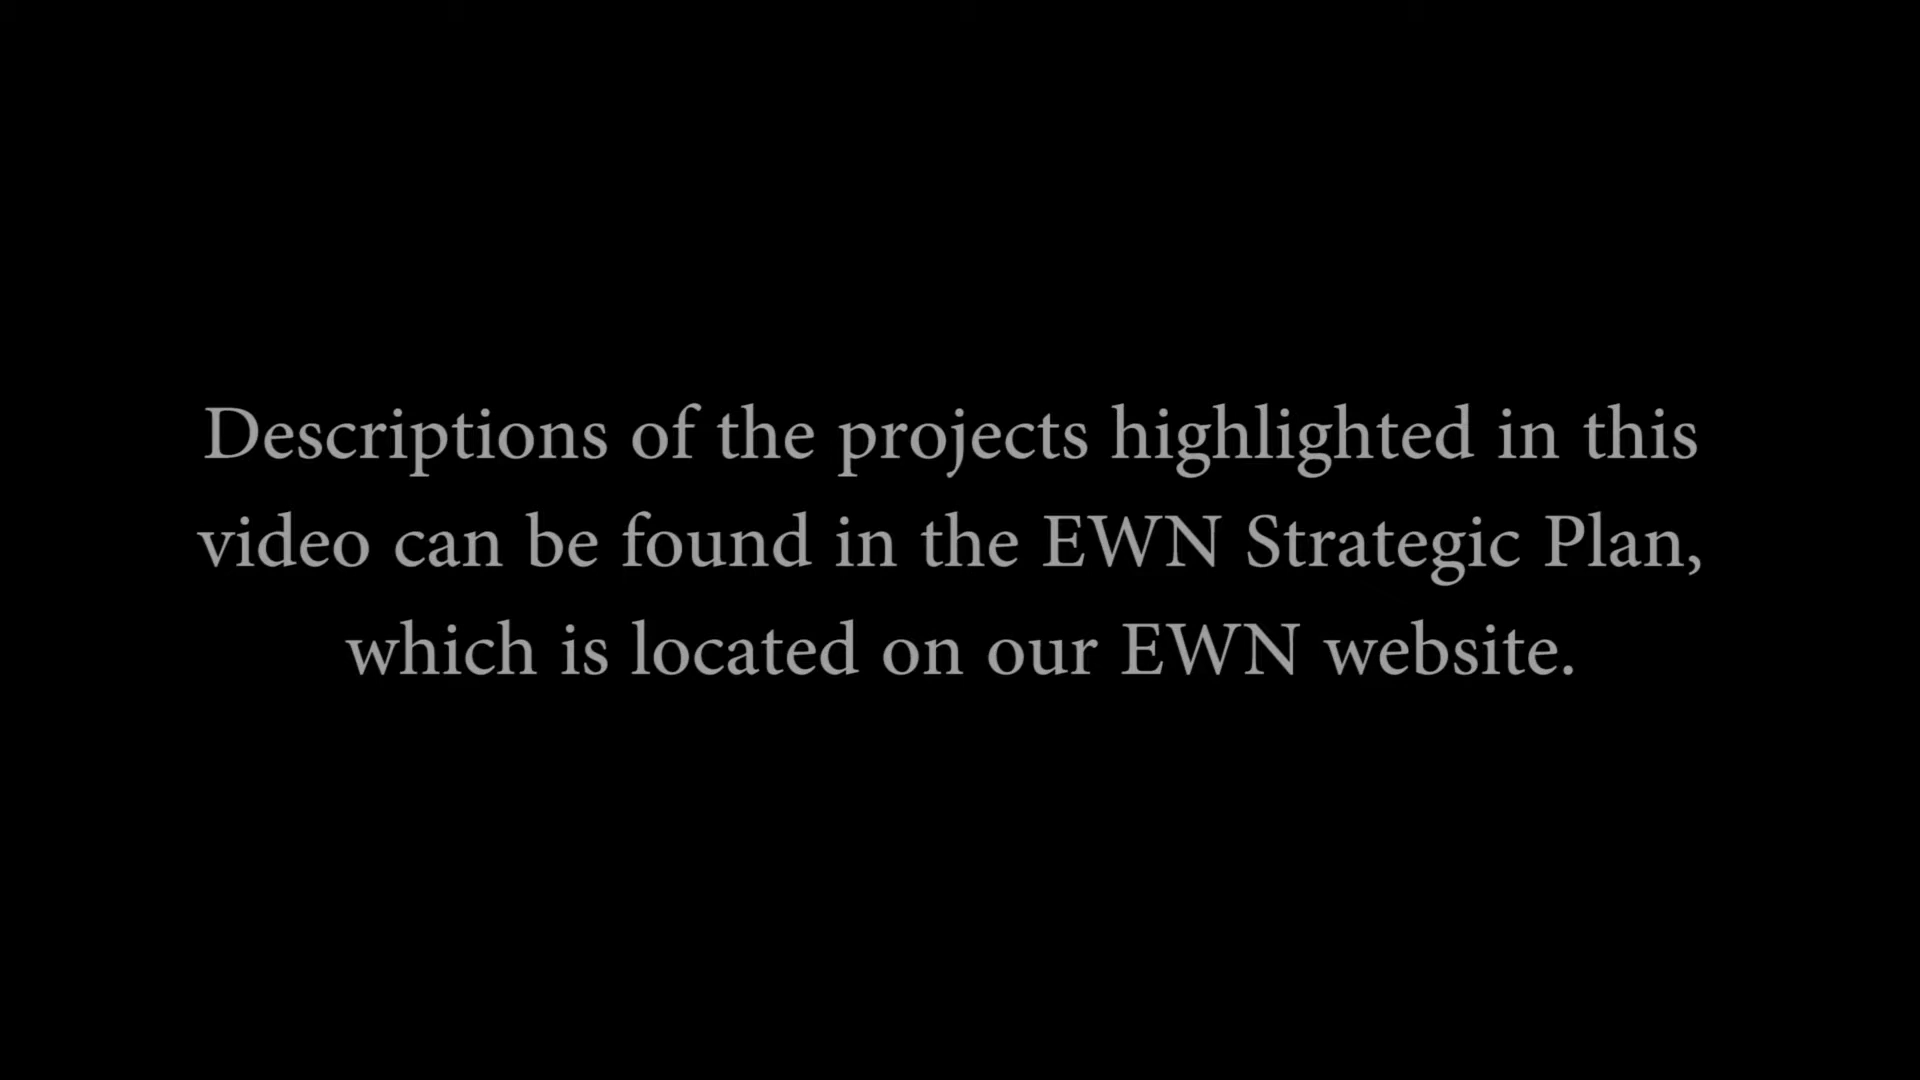 Descriptions of the projects highlighted in this
video can be found in the EWN Strategic Plan,
which is located on our EWN website.